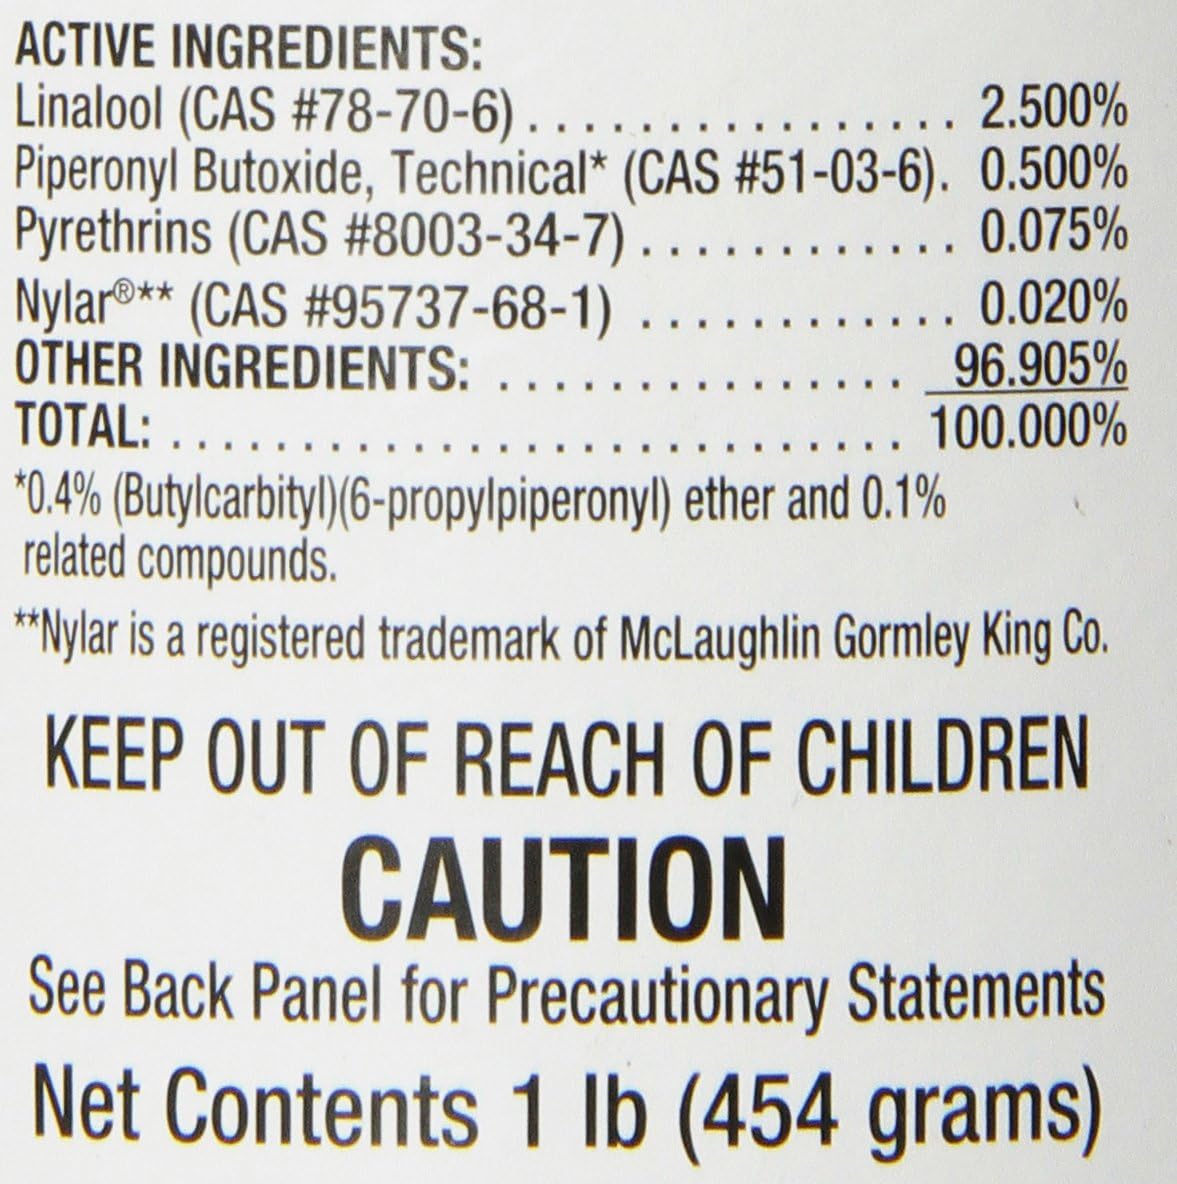 ACTIVE INGREDIENTS:
Linalool (CAS #78-70-6) . . . . . . . . . . . . . . . . 2.500%
Piperonyl Butoxide, Technical* (CAS #51-03-6). 0.500%
Pyrethrins (CAS #8003-34-7) . . . . . . . . . . . . 0.075%
Nylar®** (CAS #95737-68-1) . . . . . . . . . . . . 0.020%
OTHER INGREDIENTS: . . . . . . . . . . . . . . . 96.905%
TOTAL: . . . . . . . . . . . . . . . . . . . . . . . . . . . . 100.000%
*0.4% (Butylcarbityl)(6-propylpiperonyl) ether and 0.1%
related compounds.
**Nylar is a registered trademark of McLaughlin Gormley King Co.
KEEP OUT OF REACH OF CHILDREN
CAUTION
See Back Panel for Precautionary Statements
Net Contents 1 lb (454 grams)